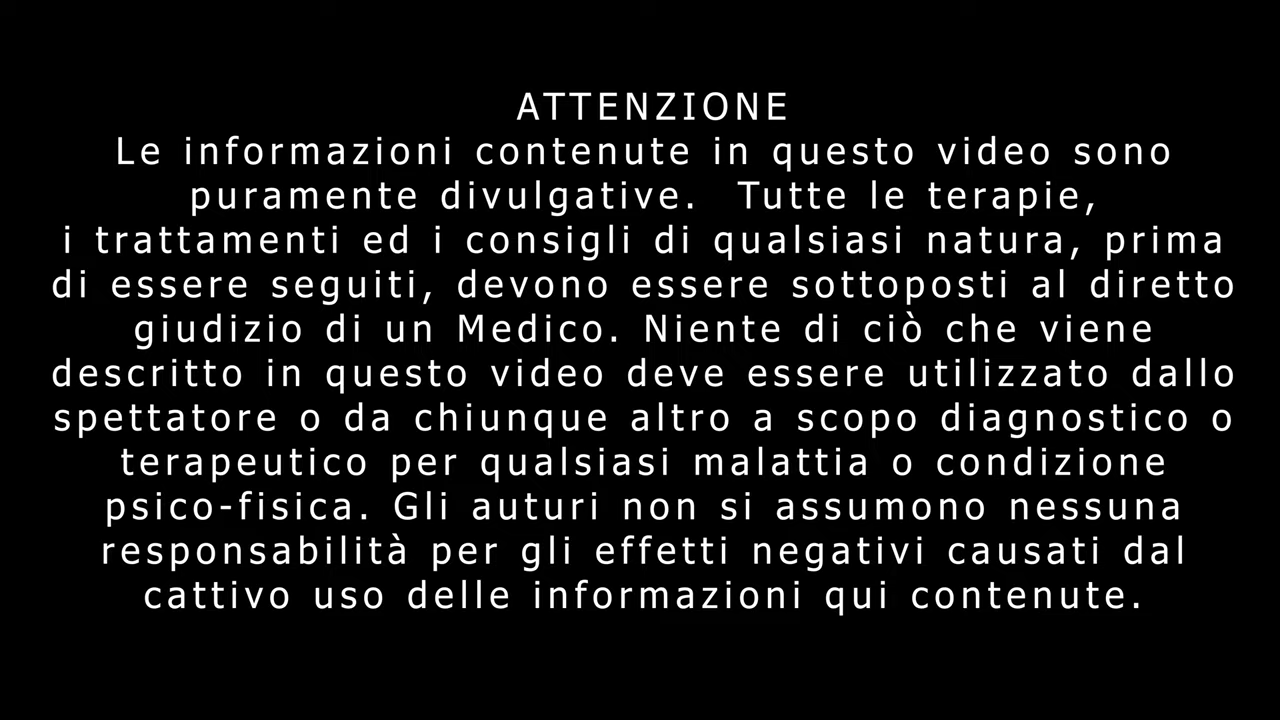 ATTENZIONE
Le informazioni contenute in questo video sono
puramente divulgative. Tutte le terapie,
i trattamenti ed i consigli di qualsiasi natura, prima
di essere seguiti, devono essere sottoposti al diretto
giudizio di un Medico. Niente di ciò che viene
descritto in questo video deve essere utilizzato dallo
spettatore o da chiunque altro a scopo diagnostico o
terapeutico per qualsiasi malattia o condizione
psico-fisica. Gli auturi non si assumono nessuna
responsabilità per gli effetti negativi causati dal
cattivo uso delle informazioni qui contenute.